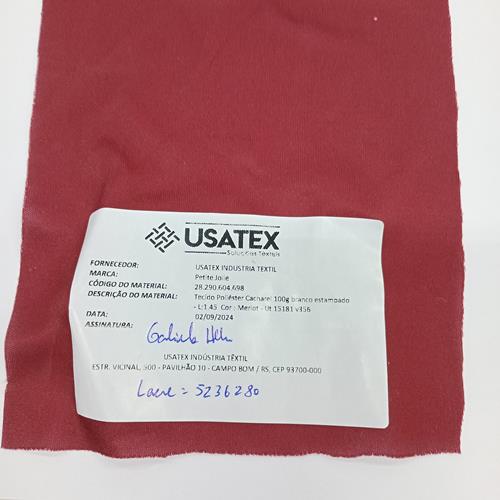 USATEX
Soluções Têxteis
FORNECEDOR: USATEX INDUSTRIA TEXTIL
MARCA: Petite Jolie
CÓDIGO DO MATERIAL: 28.290.604.698
DESCRIÇÃO DO MATERIAL: Tecido Poliéster Cacharel 100g branco estampado
- L:1.45 Cor: Merlot - Ut 15181 v356
DATA: 02/09/2024
ASSINATURA:
USATEX INDÚSTRIA TÊXTIL
ESTR. VICINAL, 500 - PAVILHÃO 10 - CAMPO BOM / RS, CEP 93700-000
Lacre = 5236280